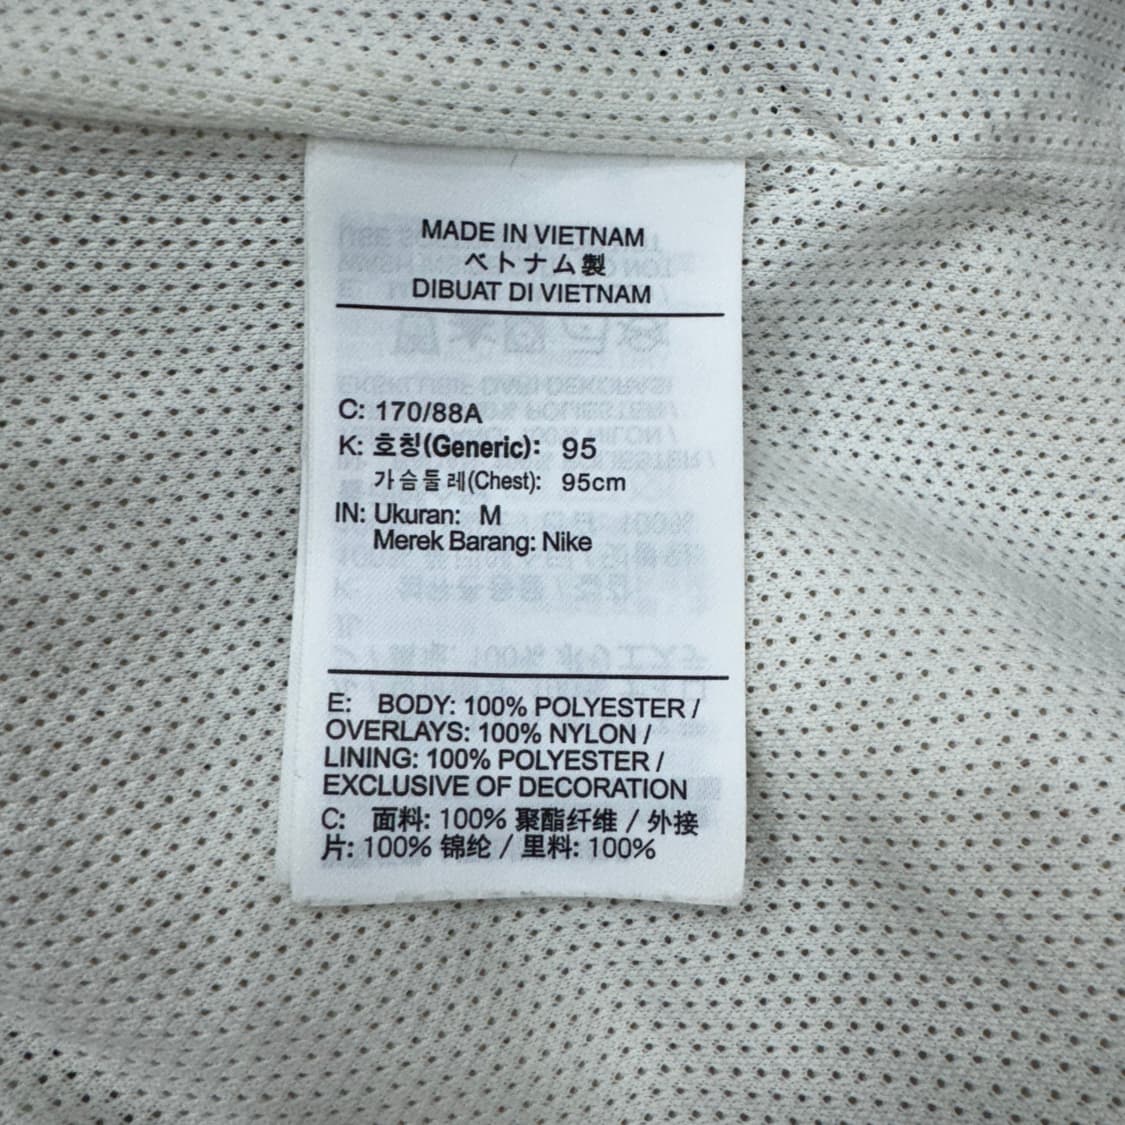 MADE IN VIETNAM
ベトナム製
DIBUAT DI VIETNAM
C: 170/88A
K: 호칭(Generic): 95
가슴둘레(Chest): 95cm
IN: Ukuran: M
Merek Barang: Nike
E: BODY: 100% POLYESTER /
OVERLAYS: 100% NYLON /
LINING: 100% POLYESTER /
EXCLUSIVE OF DECORATION
C: 面料: 100% 聚酯纤维 / 外接
片: 100% 锦纶 / 里料: 100%